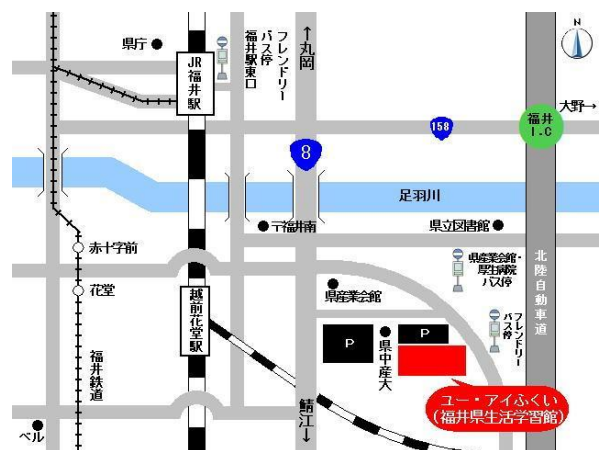 県庁
JR福井駅
福井駅東口
バス停
フレンドリー
↑丸岡
N
大野→
福井
I.C
158
8
足羽川
〒福井南
県立図書館
赤十字前
県産業会館・
厚生病院
バス停
北陸自動車道
花堂
越前花堂駅
県産業会館
フレンドリー
バス停
P
P
県中産大
福井鉄道
ユー・アイふくい
(福井県生活学習館)
鯖江↓
ベル